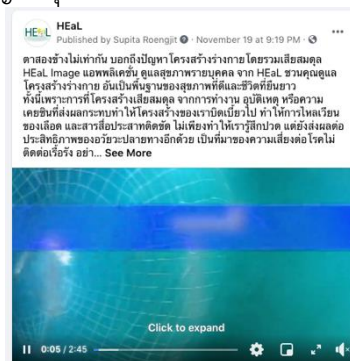 HEaL
Published by Supita Roengjit · November 19 at 9:19 PM ·
ตาสองข้างไม่เท่ากัน บอกถึงปัญหาโครงสร้างร่างกายโดยรวมเสียสมดุล
HEaL Image แอพพลิเคชั่น ดูแลสุขภาพรายบุคคล จาก HEaL ชวนคุณดูแล
โครงสร้างร่างกาย อันเป็นพื้นฐานของสุขภาพที่ดีและชีวิตที่ยืนยาว
ทั้งนี้เพราะการที่โครงสร้างเสียสมดุล จากการทำงาน อุบัติเหตุ หรือความ
เคยชินที่ส่งผลกระทบทำให้โครงสร้างของเราบิดเบี้ยวไป ทำให้การไหลเวียน
ของเลือด และสารสื่อประสาทติดขัด ไม่เพียงทำให้เรารู้สึกปวด แต่ยังส่งผลต่อ
ประสิทธิภาพของอวัยวะปลายทางอีกด้วย เป็นที่มาของความเสี่ยงต่อโรคไม่
ติดต่อเรื้อรัง อย่า... See More
Click to expand
0:05 / 2:45